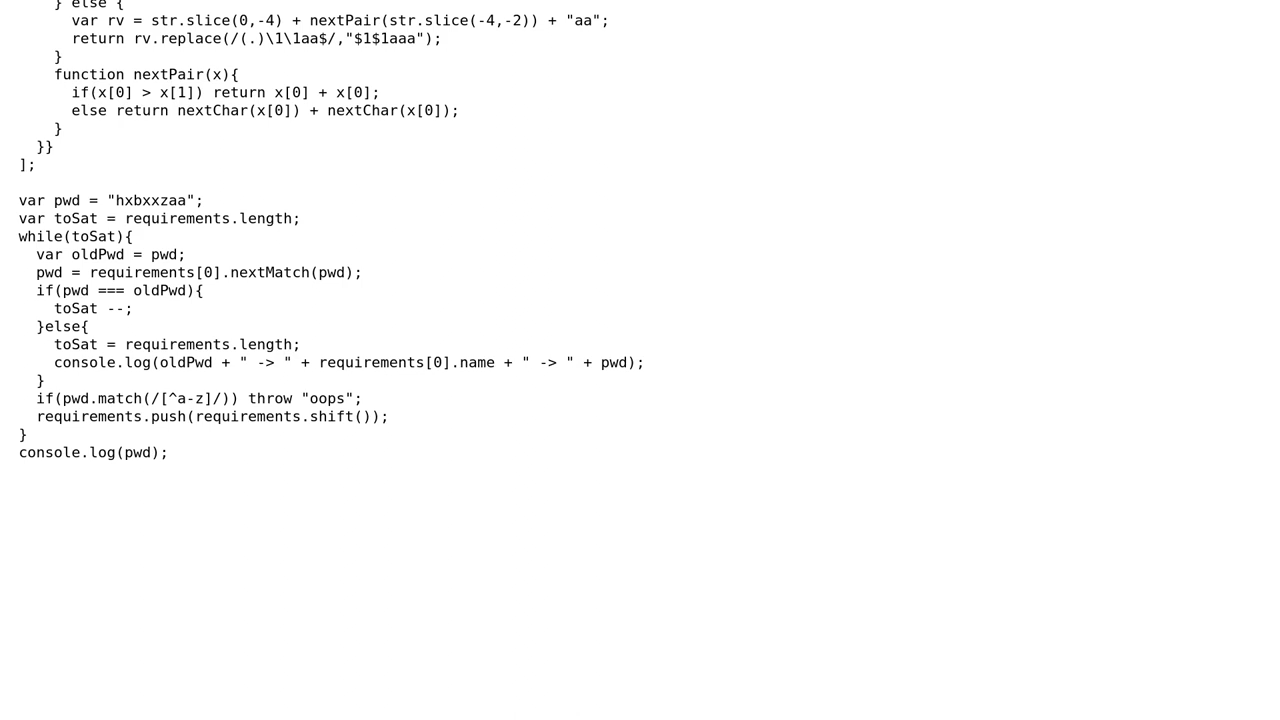 } else {
      var rv = str.slice(0,-4) + nextPair(str.slice(-4,-2)) + "aa";
      return rv.replace(/(.)\1\1aa$/,"$1$1aaa");
    }
    function nextPair(x){
      if(x[0] > x[1]) return x[0] + x[0];
      else return nextChar(x[0]) + nextChar(x[0]);
    }
  }}
];

var pwd = "hxbxxzaa";
var toSat = requirements.length;
while(toSat){
  var oldPwd = pwd;
  pwd = requirements[0].nextMatch(pwd);
  if(pwd === oldPwd){
    toSat --;
  }else{
    toSat = requirements.length;
    console.log(oldPwd + " -> " + requirements[0].name + " -> " + pwd);
  }
  if(pwd.match(/[^a-z]/)) throw "oops";
  requirements.push(requirements.shift());
}
console.log(pwd);